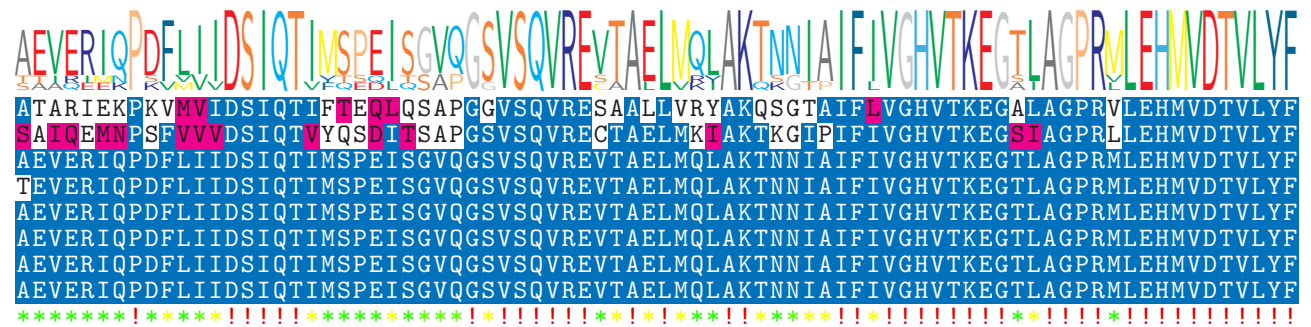 AEVERIQPDFLIIDSIQTIMSPEISGVQGSVSQVREVTAELMQLAKTNNIAIFIVGHVTKEGTLAGPRMLEHMVDTVLYF
ATARIEKPKVMVIDSIQTIFTEQLQSAPGGVSQVRESAALLVRYAKQSGTAIFLVGHVTKEGALAGPRVLEHMVDTVLYF
SAIQEMNPSFVVVDSIQTVYQSDITSAPGSVSQVRECTAELMKIAKTKGIPIFIVGHVTKEGSIAGPRLLEHMVDTVLYF
AEVERIQPDFLIIDSIQTIMSPEISGVQGSVSQVREVTAELMQLAKTNNIAIFIVGHVTKEGTLAGPRMLEHMVDTVLYF
TEVERIQPDFLIIDSIQTIMSPEISGVQGSVSQVREVTAELMQLAKTNNIAIFIVGHVTKEGTLAGPRMLEHMVDTVLYF
AEVERIQPDFLIIDSIQTIMSPEISGVQGSVSQVREVTAELMQLAKTNNIAIFIVGHVTKEGTLAGPRMLEHMVDTVLYF
AEVERIQPDFLIIDSIQTIMSPEISGVQGSVSQVREVTAELMQLAKTNNIAIFIVGHVTKEGTLAGPRMLEHMVDTVLYF
AEVERIQPDFLIIDSIQTIMSPEISGVQGSVSQVREVTAELMQLAKTNNIAIFIVGHVTKEGTLAGPRMLEHMVDTVLYF
AEVERIQPDFLIIDSIQTIMSPEISGVQGSVSQVREVTAELMQLAKTNNIAIFIVGHVTKEGTLAGPRMLEHMVDTVLYF
*******!*****!!!!!**********!*!!!!!!**!*!***!!*****!!*!!!!!!!!**!!!!*!!!!!!!!!!!